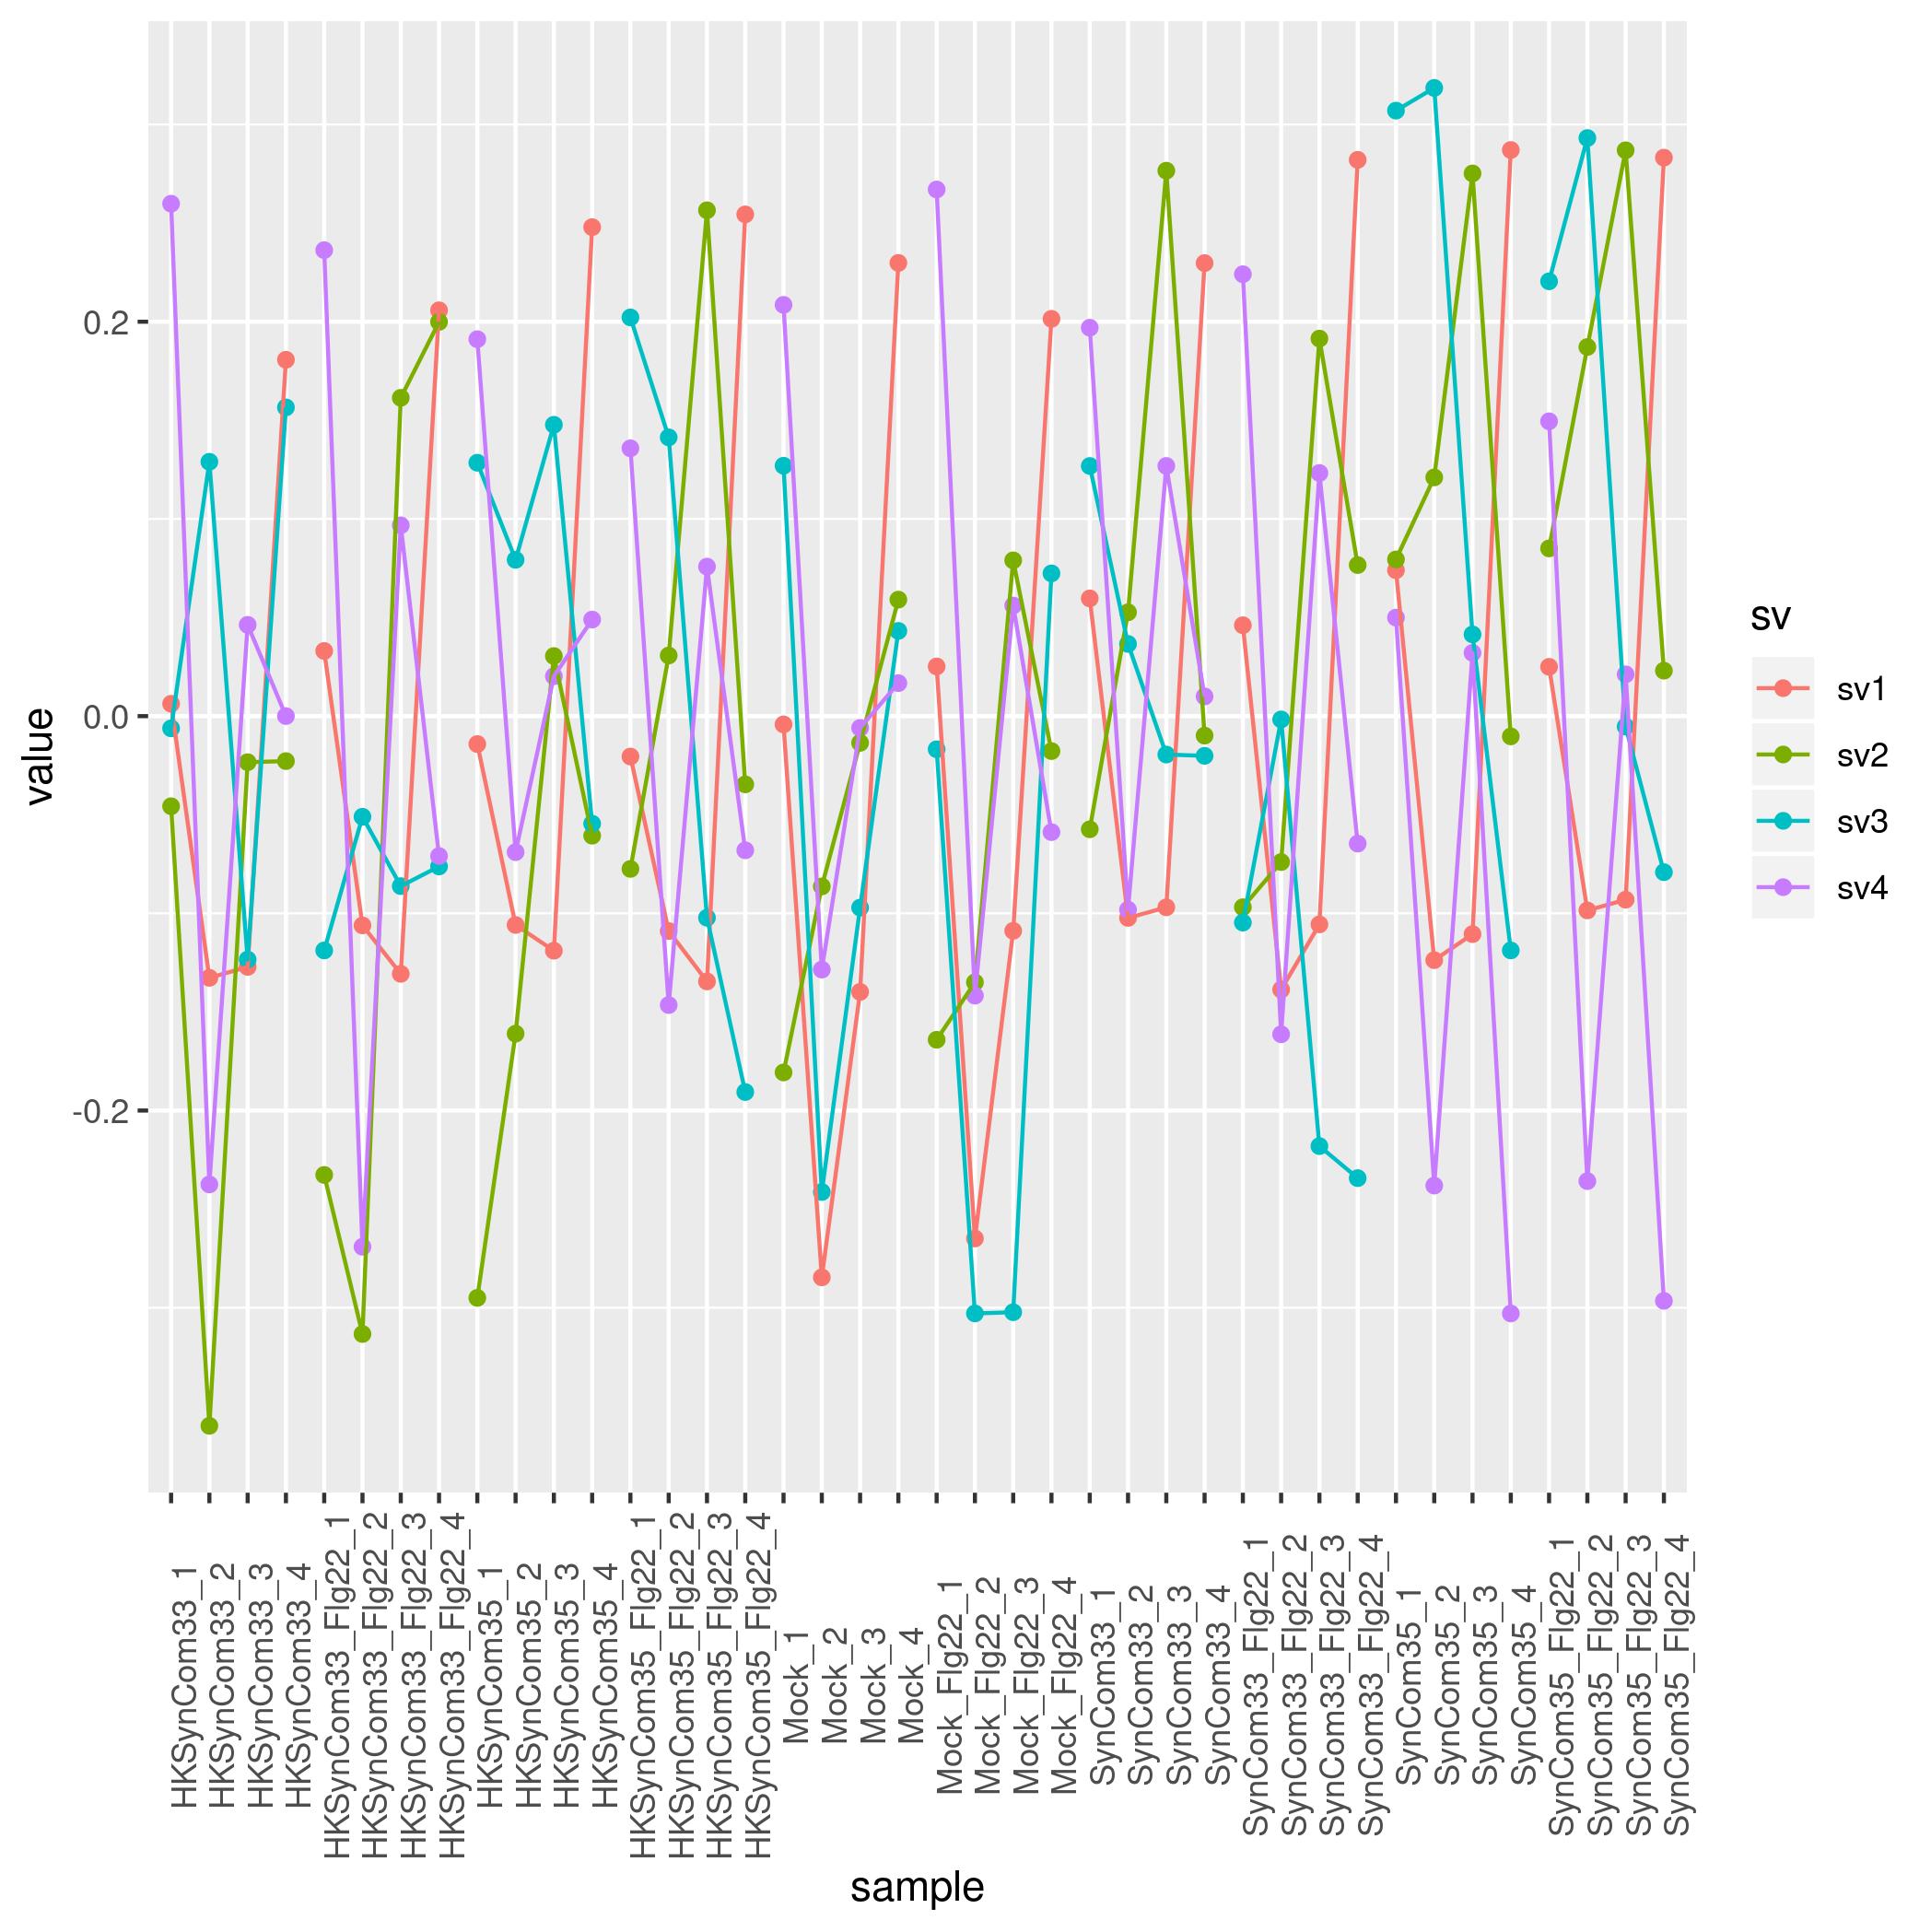 value
0.2
0.0
-0.2
HKSynCom33_1
HKSynCom33_2
HKSynCom33_3
HKSynCom33_4
HKSynCom33_Flg22_1
HKSynCom33_Flg22_2
HKSynCom33_Flg22_3
HKSynCom33_Flg22_4
HKSynCom35_1
HKSynCom35_2
HKSynCom35_3
HKSynCom35_4
HKSynCom35_Flg22_1
HKSynCom35_Flg22_2
HKSynCom35_Flg22_3
HKSynCom35_Flg22_4
Mock_1
Mock_2
Mock_3
Mock_4
Mock_Flg22_1
Mock_Flg22_2
Mock_Flg22_3
Mock_Flg22_4
SynCom33_1
SynCom33_2
SynCom33_3
SynCom33_4
SynCom33_Flg22_1
SynCom33_Flg22_2
SynCom33_Flg22_3
SynCom33_Flg22_4
SynCom35_1
SynCom35_2
SynCom35_3
SynCom35_4
SynCom35_Flg22_1
SynCom35_Flg22_2
SynCom35_Flg22_3
SynCom35_Flg22_4
sample
sv
sv1
sv2
sv3
sv4